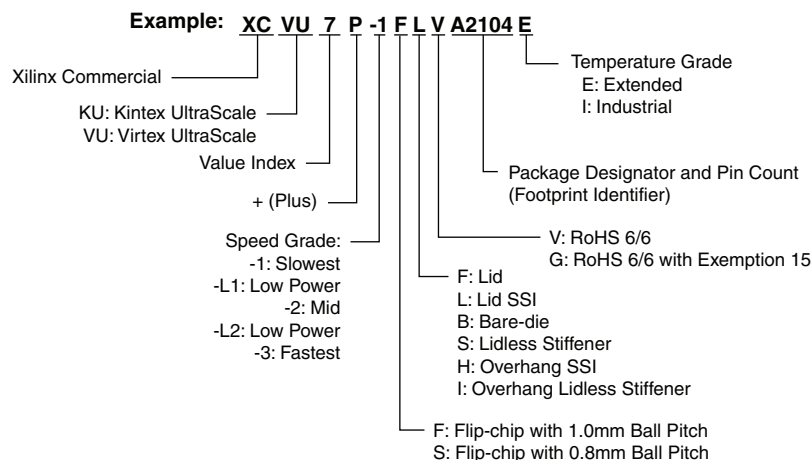 Example: XC VU 7 P -1 F L V A2104 E
Xilinx Commercial
KU: Kintex UltraScale
VU: Virtex UltraScale
Value Index
+ (Plus)
Speed Grade:
-1: Slowest
-L1: Low Power
-2: Mid
-L2: Low Power
-3: Fastest
Temperature Grade
E: Extended
I: Industrial
Package Designator and Pin Count
(Footprint Identifier)
V: RoHS 6/6
G: RoHS 6/6 with Exemption 15
F: Lid
L: Lid SSI
B: Bare-die
S: Lidless Stiffener
H: Overhang SSI
I: Overhang Lidless Stiffener
F: Flip-chip with 1.0mm Ball Pitch
S: Flip-chip with 0.8mm Ball Pitch